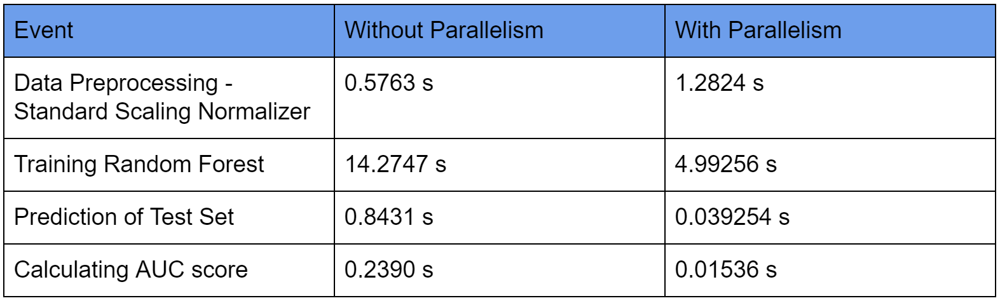 Event Without Parallelism With Parallelism
Data Preprocessing - 0.5763 s 1.2824 s
Standard Scaling Normalizer
Training Random Forest 14.2747 s 4.99256 s
Prediction of Test Set 0.8431 s 0.039254 s
Calculating AUC score 0.2390 s 0.01536 s